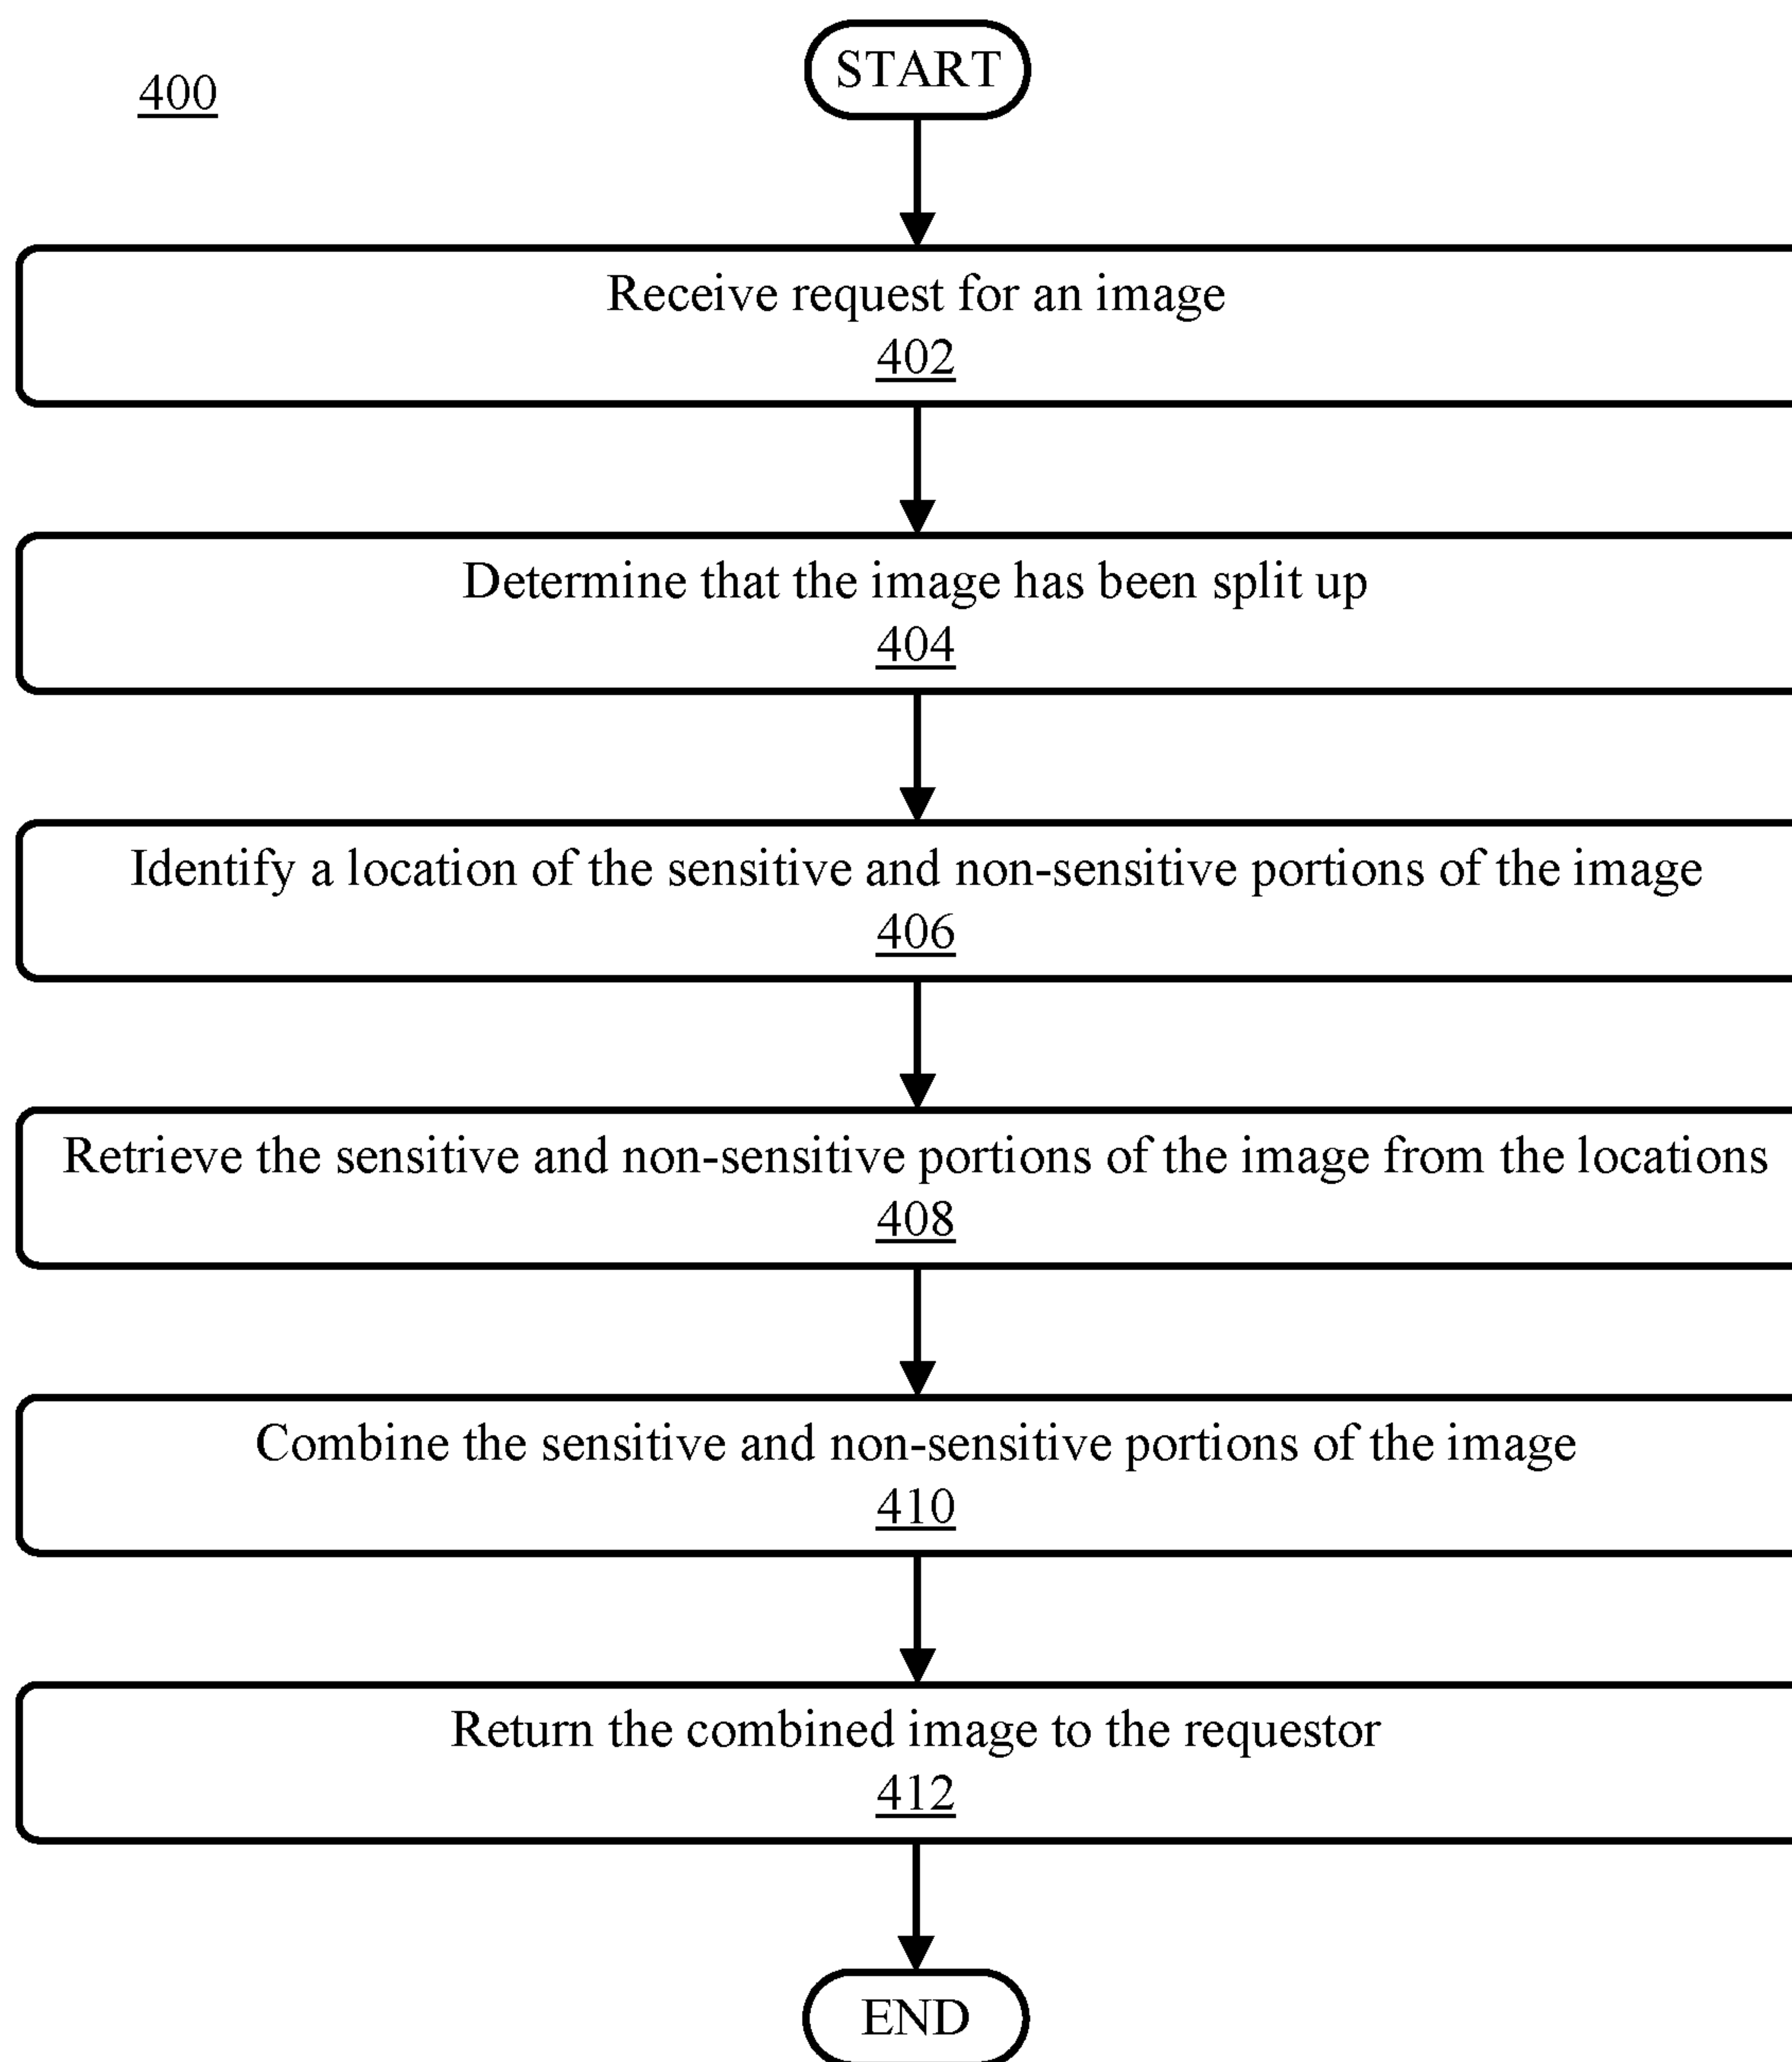 START
400
Receive request for an image
402
Determine that the image has been split up
404
Identify a location of the sensitive and non-sensitive portions of the image
406
Retrieve the sensitive and non-sensitive portions of the image from the locations
408
Combine the sensitive and non-sensitive portions of the image
410
Return the combined image to the requestor
412
END